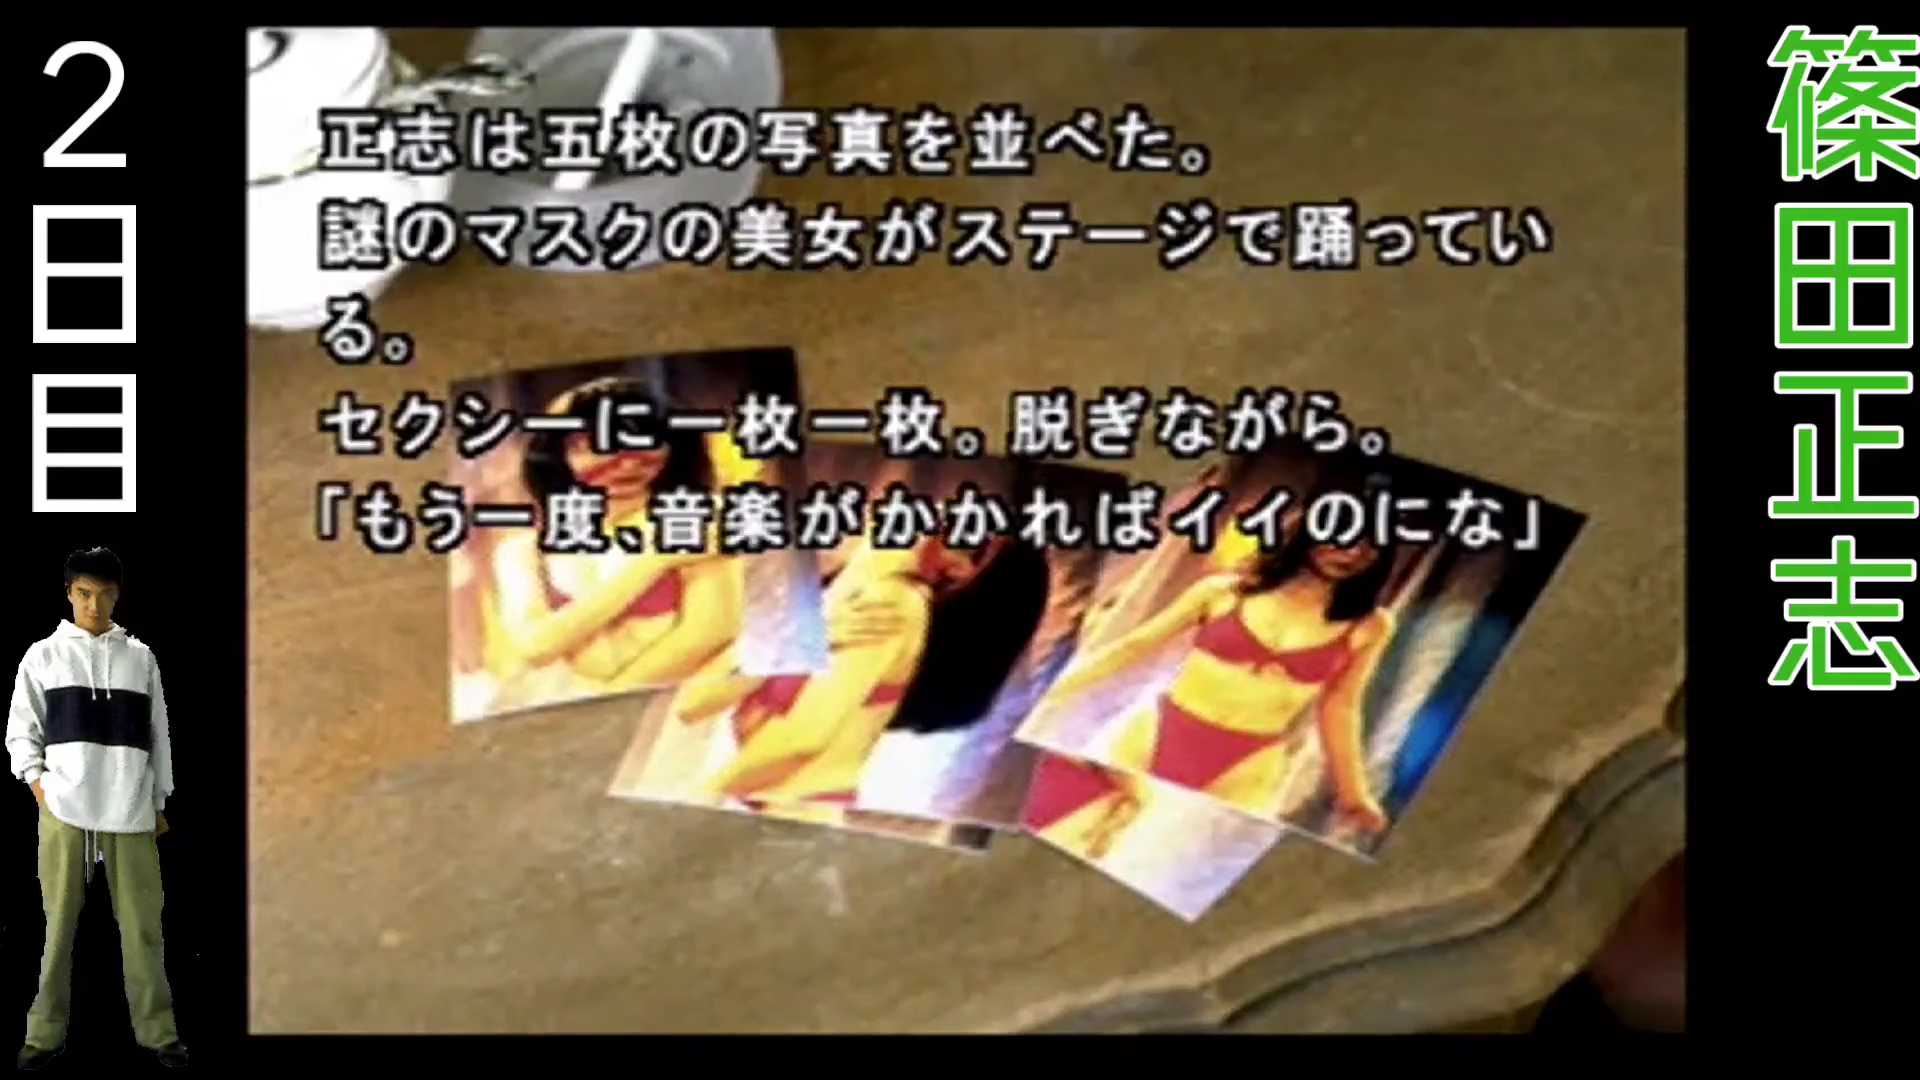 2日目
正志は五枚の写真を並べた。
謎のマスクの美女がステージで踊ってい
る。
セクシーに一枚一枚。脱ぎながら。
「もう一度、音楽がかかればイイのにな」
篠田正志